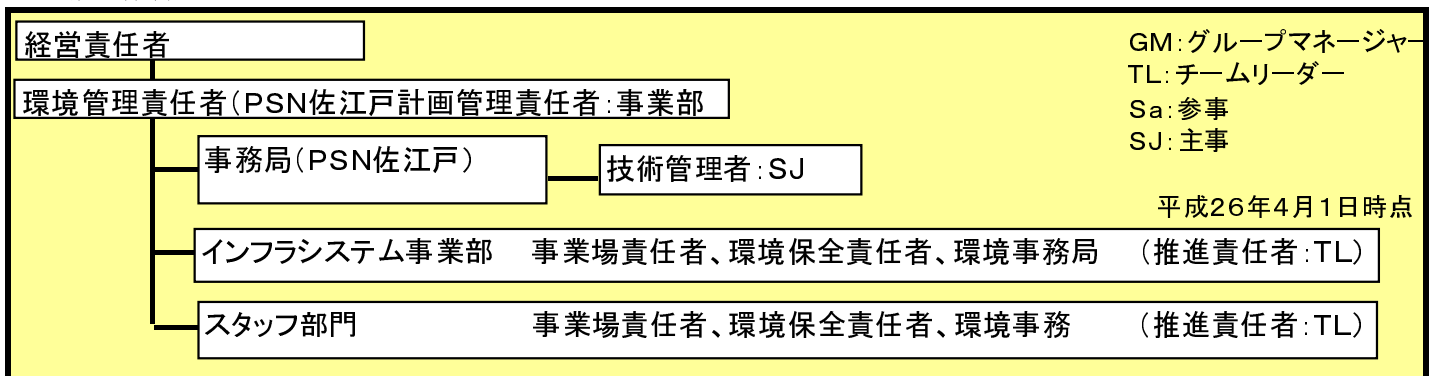 経営責任者
GM:グループマネージャー
TL:チームリーダー
環境管理責任者(PSN佐江戸計画管理責任者:事業部
Sa:参事
SJ:主事
事務局(PSN佐江戸)
技術管理者:SJ
平成26年4月1日時点
インフラシステム事業部 事業場責任者、環境保全責任者、環境事務局 (推進責任者:TL)
スタッフ部門 事業場責任者、環境保全責任者、環境事務 (推進責任者:TL)